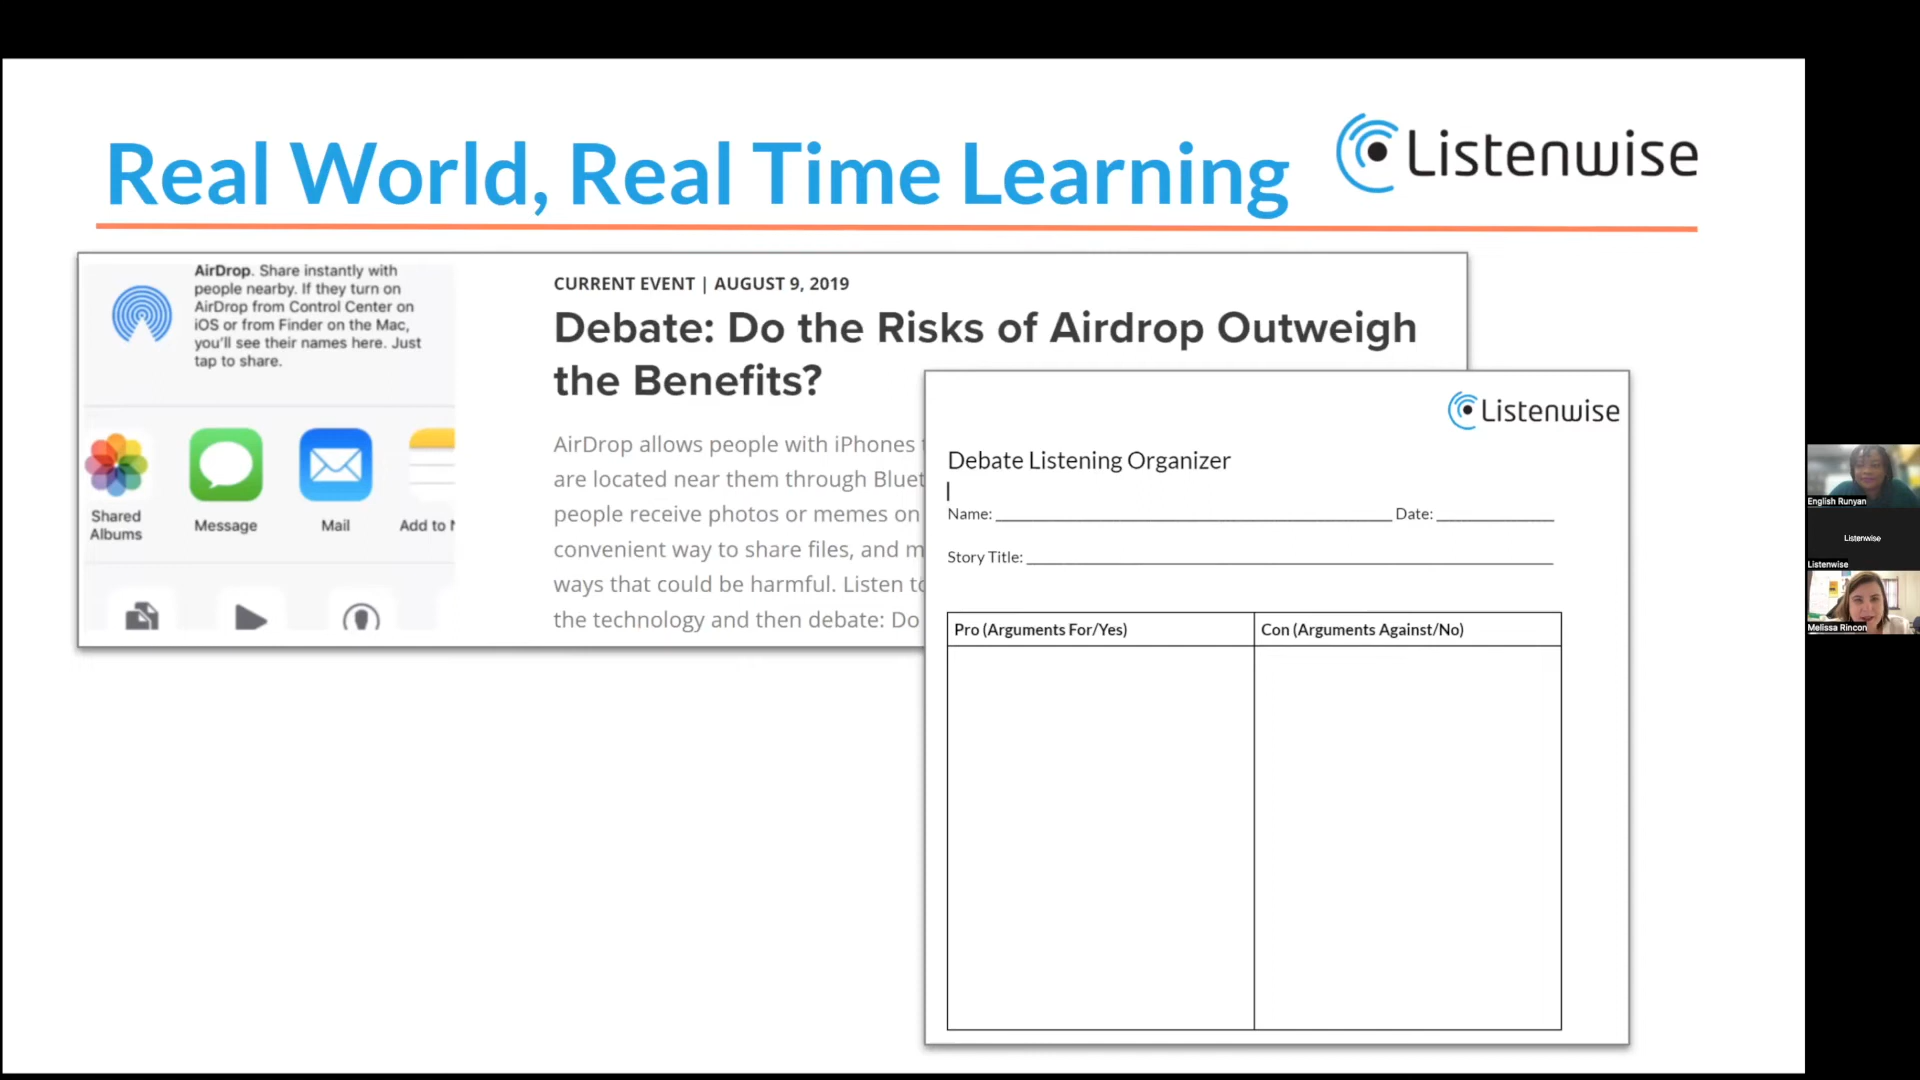 Real World, Real Time Learning
Listenwise
AirDrop. Share instantly with
people nearby. If they turn on
AirDrop from Control Center on
iOS or from Finder on the Mac,
you'll see their names here. Just
tap to share.
Shared
Albums
Message
Mail
Add to
CURRENT EVENT | AUGUST 9, 2019
Debate: Do the Risks of Airdrop Outweigh
the Benefits?
AirDrop allows people with iPhones
are located near them through
people receive photos or memes on
convenient way to share files, and
ways that could be harmful. Listen
the technology and then debate: Do
Listenwise
Debate Listening Organizer
Name: Date:
Story Title:
Pro (Arguments For/Yes)
Con (Arguments Against/No)
English Runyan
Listenwise
Listenwise
Melissa Rincon